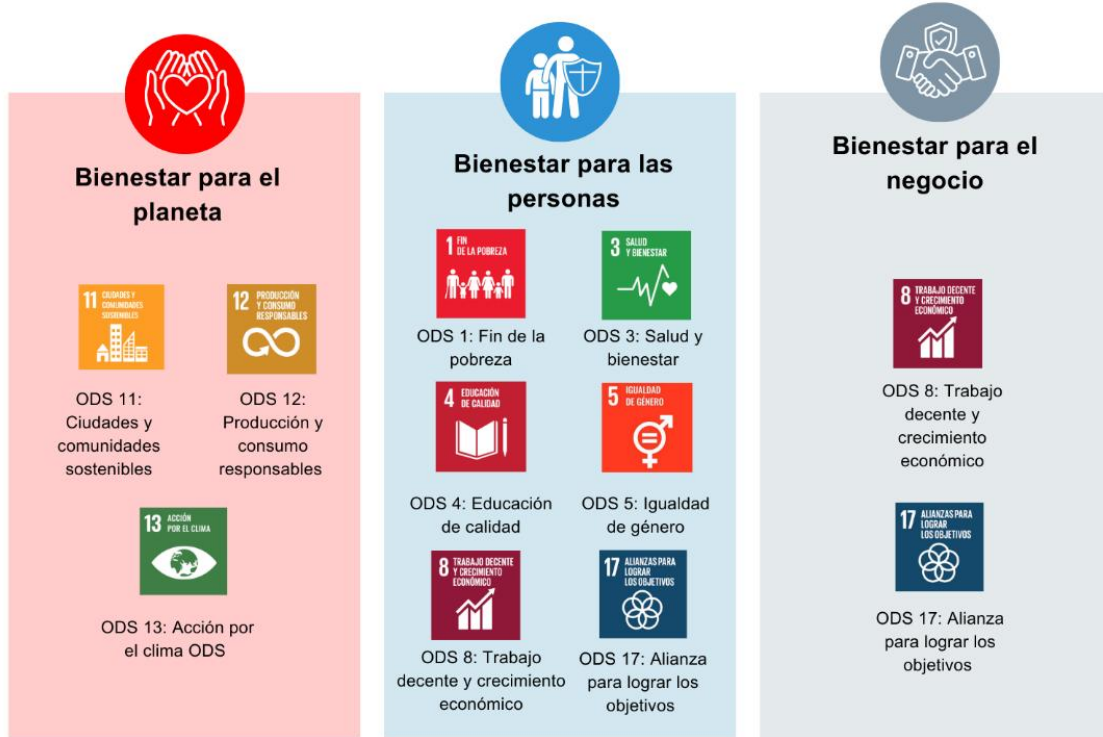 Bienestar para el
planeta
11 CIUDADES Y
COMUNIDADES
SOSTENIBLES
12 PRODUCCIÓN
Y CONSUMO
RESPONSABLES
ODS 11:
Ciudades y
comunidades
sostenibles
ODS 12:
Producción y
consumo
responsables
13 ACCIÓN
POR EL CLIMA
ODS 13: Acción por
el clima ODS
Bienestar para las
personas
1 FIN
DE LA POBREZA
3 SALUD
Y BIENESTAR
ODS 1: Fin de la
pobreza
ODS 3: Salud y
bienestar
4 EDUCACIÓN
DE CALIDAD
5 IGUALDAD
DE GÉNERO
ODS 4: Educación
de calidad
ODS 5: Igualdad
de género
8 TRABAJO DECENTE
Y CRECIMIENTO
ECONÓMICO
17 ALIANZAS PARA
LOGRAR
LOS OBJETIVOS
ODS 8: Trabajo
decente y crecimiento
económico
ODS 17: Alianza
para lograr los
objetivos
Bienestar para el
negocio
8 TRABAJO DECENTE
Y CRECIMIENTO
ECONÓMICO
ODS 8: Trabajo
decente y
crecimiento
económico
17 ALIANZAS PARA
LOGRAR
LOS OBJETIVOS
ODS 17: Alianza
para lograr los
objetivos